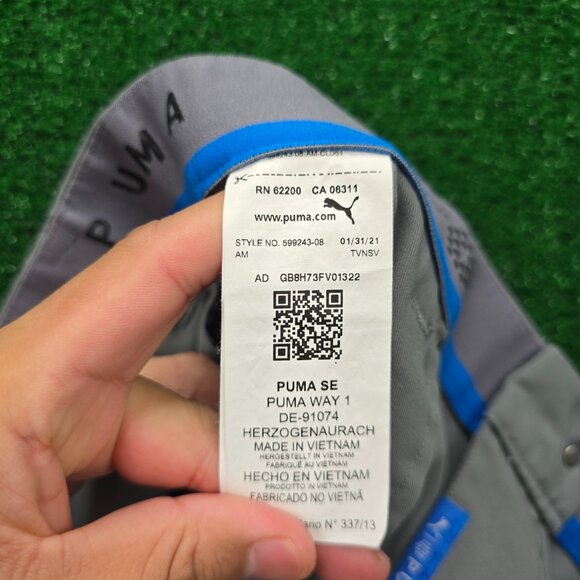 PUMA
RN 62200 CA 06311
www.puma.com
STYLE NO. 599243-08 01/31/21
AM TVNSV
AD GB8H73FV01322
PUMA SE
PUMA WAY 1
DE-91074
HERZOGENAURACH
MADE IN VIETNAM
HERGESTELLT IN VIETNAM
FABRIQUÉ AU VIETNAM
HECHO EN VIETNAM
PRODOTTO IN VIETNAM
FABRICADO NO VIETNÃ
N° 337/13